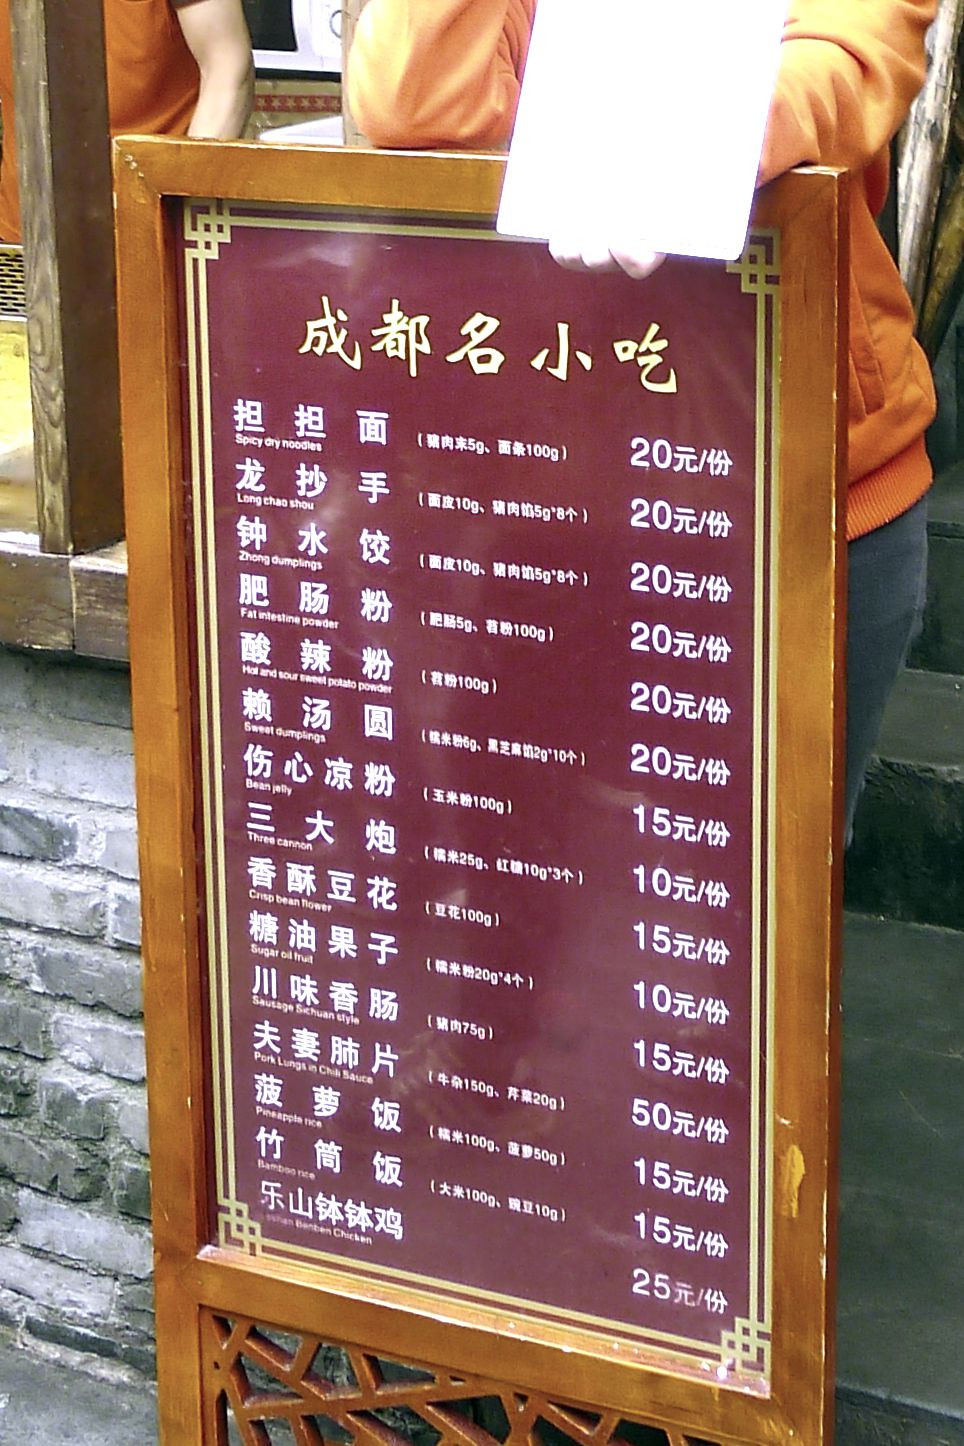 成都名小吃
担担面 (猪肉末5g、面条100g) 20元/份
Spicy dry noodles
龙抄手 (面皮10g、猪肉馅5g*8个) 20元/份
Long chao shou
钟水饺 (面皮10g、猪肉馅5g*8个) 20元/份
Zhong dumplings
肥肠粉 (肥肠5g、苕粉100g) 20元/份
Fat intestine powder
酸辣粉 (苕粉100g) 20元/份
Hot and sour sweet potato powder
赖汤圆 (糯米粉6g、黑芝麻馅2g*10个) 20元/份
Sweet dumplings
伤心凉粉 (玉米粉100g) 15元/份
Bean jelly
三大炮 (糯米25g、红糖10g*3个) 10元/份
Three cannon
香酥豆花 (豆花100g) 15元/份
Crisp bean flower
糖油果子 (糯米粉20g*4个) 10元/份
Sugar oil fruit
川味香肠 (猪肉75g) 15元/份
Sausage Sichuan style
夫妻肺片 (牛杂150g、芹菜20g) 50元/份
Pork Lungs in Chili Sauce
菠萝饭 (糯米100g、菠萝50g) 15元/份
Pineapple rice
竹筒饭 (大米100g、豌豆10g) 15元/份
Bamboo rice
乐山钵钵鸡 25元/份
Chicken